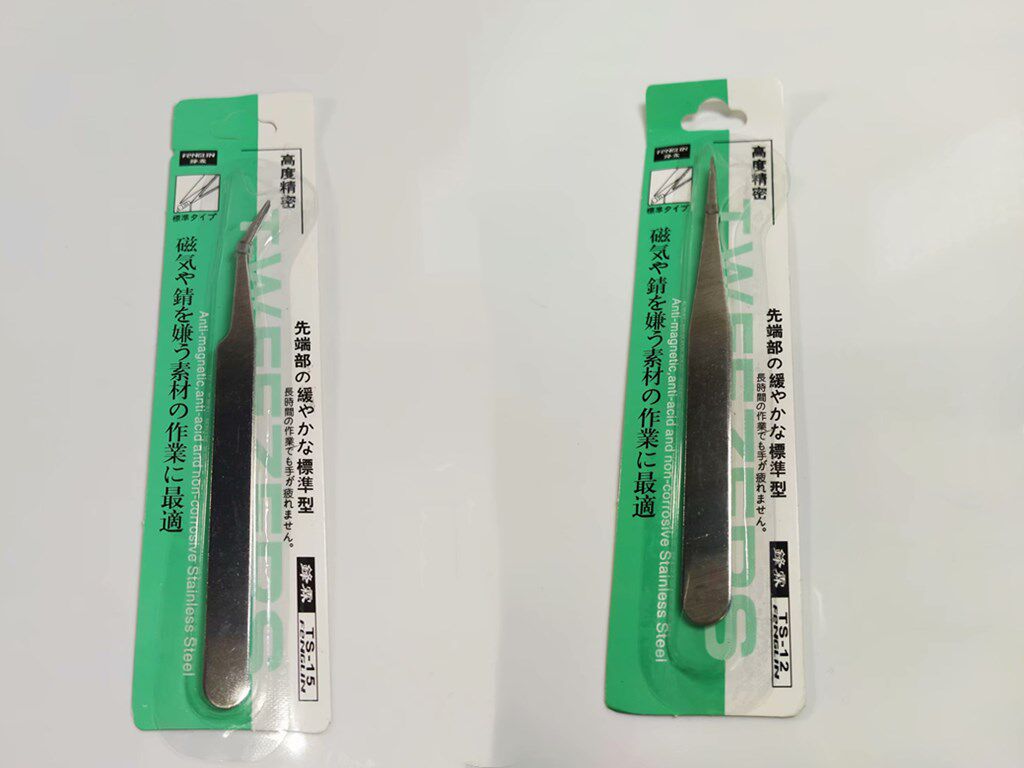 FENGLIN
高度精密
標準タイプ
磁気や錆を嫌う素材の作業に最適
Anti-magnetic,anti-acid and non-corrosive Stainless Steel
TWEEZERS
先端部の緩やかな標準型
長時間の作業でも手が疲れません。
TS-15
FENGLIN
FENGLIN
高度精密
標準タイプ
磁気や錆を嫌う素材の作業に最適
Anti-magnetic,anti-acid and non-corrosive Stainless Steel
TWEEZERS
先端部の緩やかな標準型
長時間の作業でも手が疲れません。
TS-12
FENGLIN